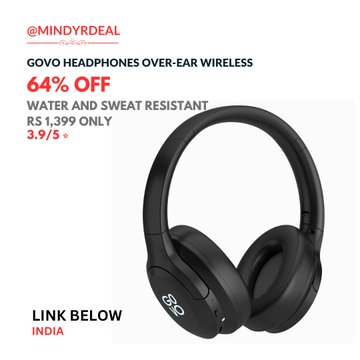 @MINDYRDEAL
GOVO HEADPHONES OVER-EAR WIRELESS
64% OFF
WATER AND SWEAT RESISTANT
RS 1,399 ONLY
3.9/5 ⭐
LINK BELOW
INDIA